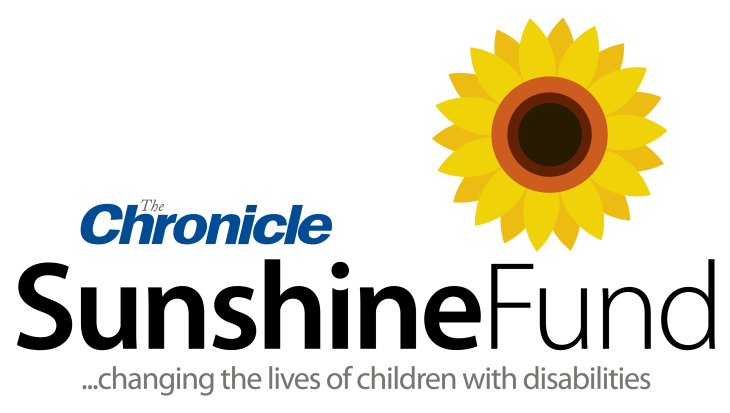 The
Chronicle
SunshineFund
...changing the lives of children with disabilities